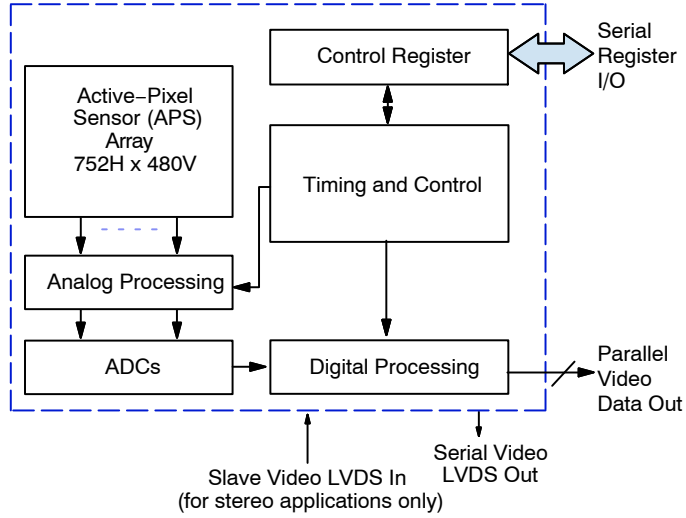 Control Register
Serial
Register
I/O
Active−Pixel
Sensor (APS)
Array
752H x 480V
Timing and Control
Analog Processing
ADCs
Digital Processing
Parallel
Video
Data Out
Slave Video LVDS In
(for stereo applications only)
Serial Video
LVDS Out